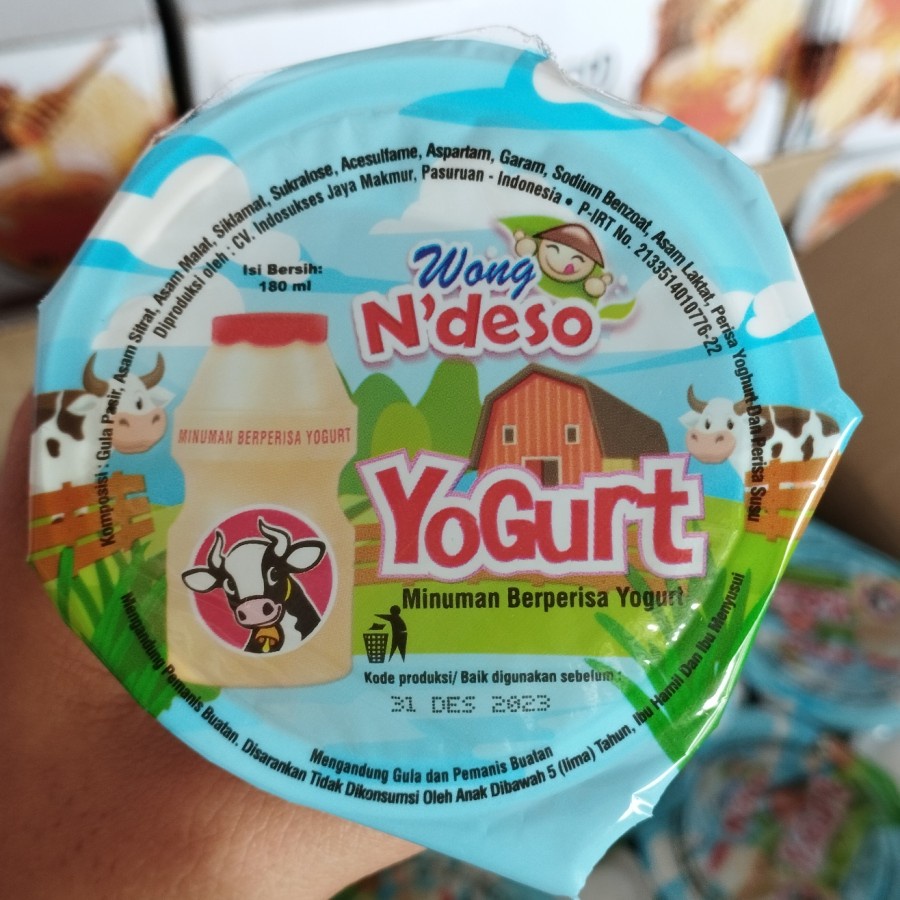 Komposisi : Gula Pasir, Asam Sitrat, Asam Malat, Siklamat, Sukralose, Acesulfame, Aspartam, Garam, Sodium Benzoat, Asam Laktat, Perisa Yoghurt Dan Perisa Susu
Diproduksi oleh : CV. Indosukses Jaya Makmur, Pasuruan - Indonesia • P-IRT No. 2133514010776-22
Isi Bersih:
180 ml
Wong
N'deso
MINUMAN BERPERISA YOGURT
YoGurt
Minuman Berperisa Yogurt
Kode produksi/ Baik digunakan sebelum :
31 DES 2023
Mengandung Gula dan Pemanis Buatan
Mengandung Pemanis Buatan. Disarankan Tidak Dikonsumsi Oleh Anak Dibawah 5 (lima) Tahun, Ibu Hamil Dan Ibu Menyusui